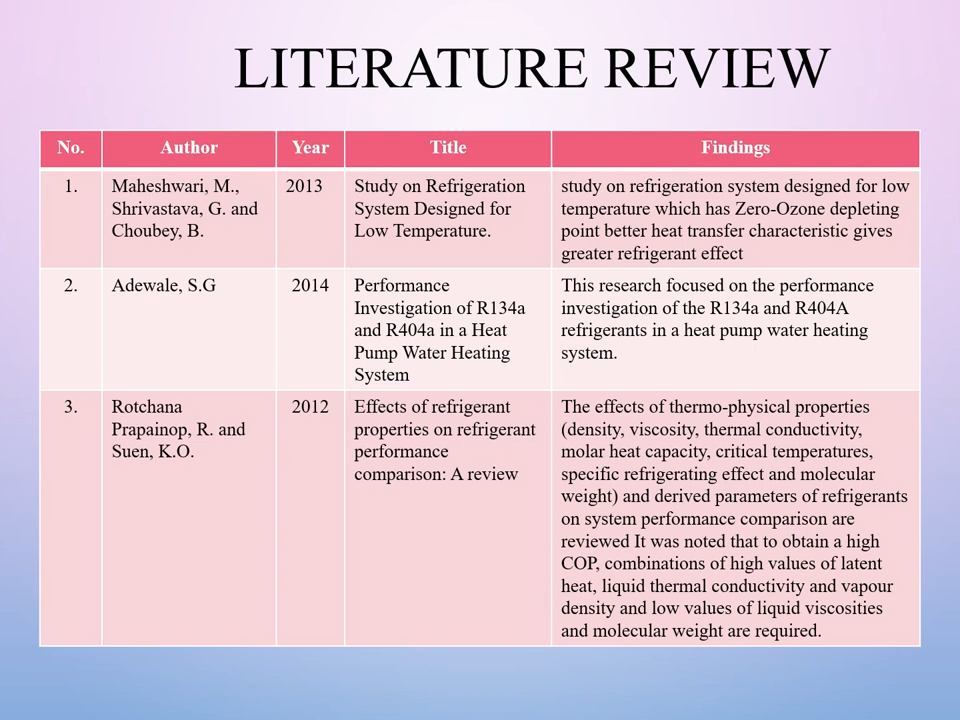 LITERATURE REVIEW
No. Author Year Title Findings
1.
Maheshwari, M.,
Shrivastava, G. and
Choubey, B.
2013
Study on Refrigeration
System Designed for
Low Temperature.
study on refrigeration system designed for low
temperature which has Zero-Ozone depleting
point better heat transfer characteristic gives
greater refrigerant effect
2.
Adewale, S.G
2014
Performance
Investigation of R134a
and R404a in a Heat
Pump Water Heating
System
This research focused on the performance
investigation of the R134a and R404A
refrigerants in a heat pump water heating
system.
3.
Rotchana
Prapainop, R. and
Suen, K.O.
2012
Effects of refrigerant
properties on refrigerant
performance
comparison: A review
The effects of thermo-physical properties
(density, viscosity, thermal conductivity,
molar heat capacity, critical temperatures,
specific refrigerating effect and molecular
weight) and derived parameters of refrigerants
on system performance comparison are
reviewed It was noted that to obtain a high
COP, combinations of high values of latent
heat, liquid thermal conductivity and vapour
density and low values of liquid viscosities
and molecular weight are required.